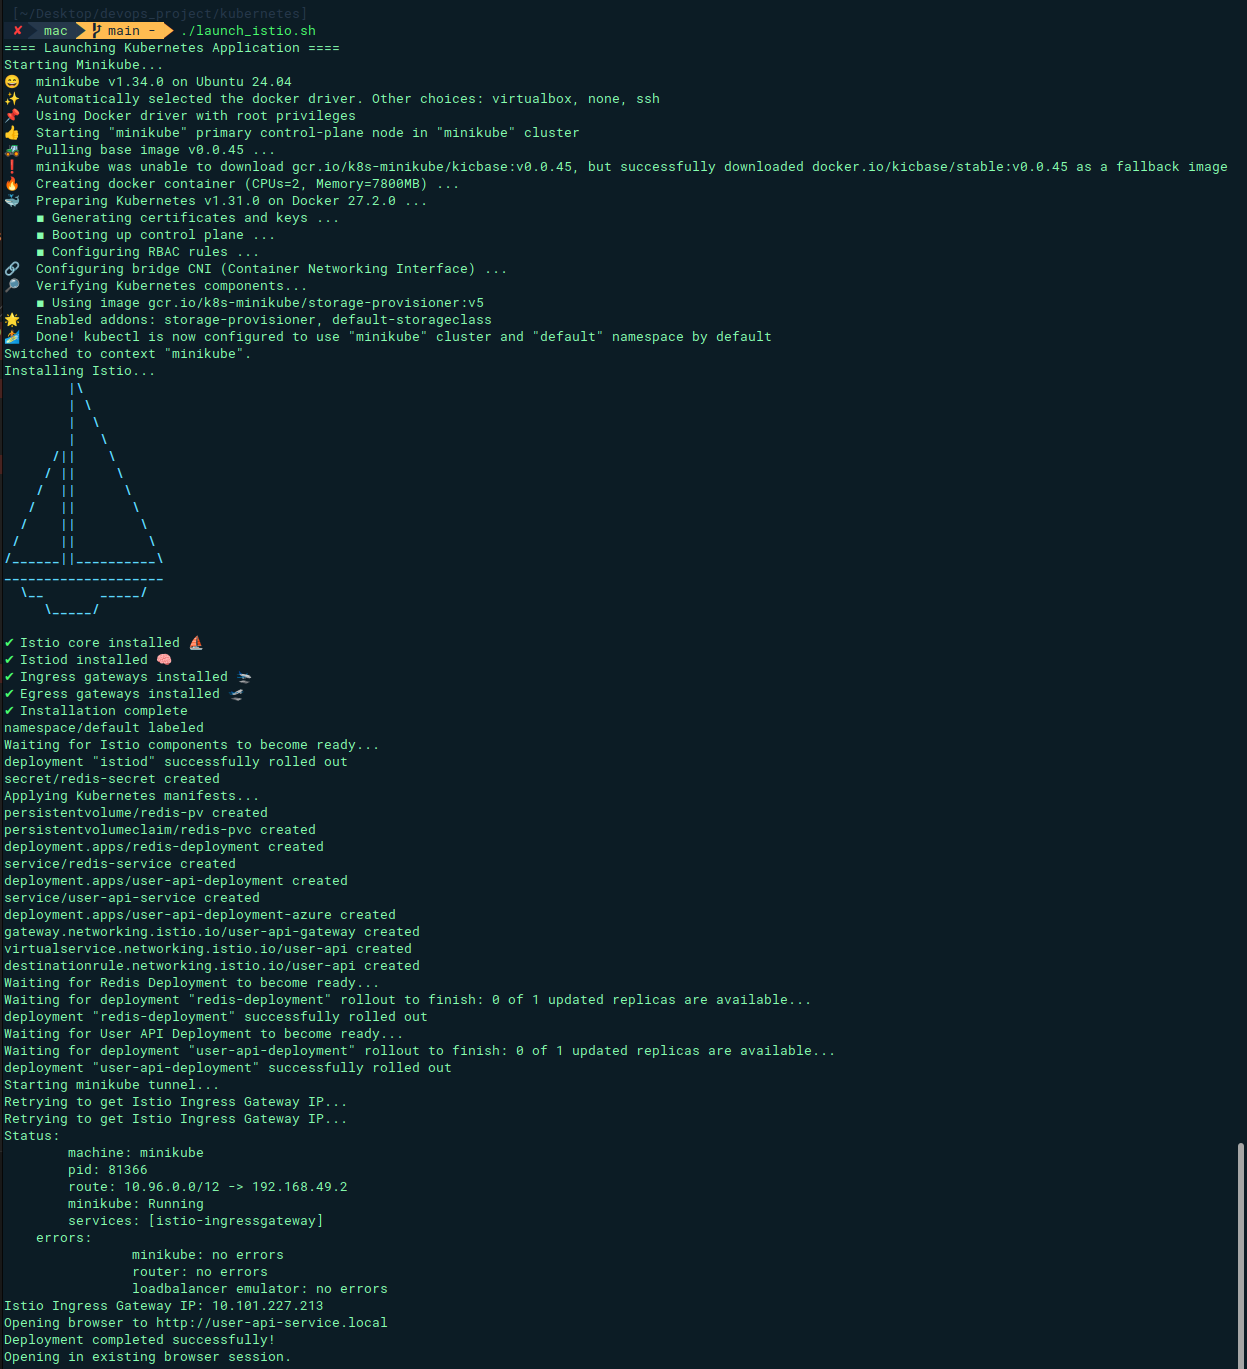 [~/Desktop/devops_project/kubernetes]
✘ mac main - ./launch_istio.sh
==== Launching Kubernetes Application ====
Starting Minikube...
😄  minikube v1.34.0 on Ubuntu 24.04
✨  Automatically selected the docker driver. Other choices: virtualbox, none, ssh
📌  Using Docker driver with root privileges
👍  Starting "minikube" primary control-plane node in "minikube" cluster
🚜  Pulling base image v0.0.45 ...
❗  minikube was unable to download gcr.io/k8s-minikube/kicbase:v0.0.45, but successfully downloaded docker.io/kicbase/stable:v0.0.45 as a fallback image
🔥  Creating docker container (CPUs=2, Memory=7800MB) ...
🐳  Preparing Kubernetes v1.31.0 on Docker 27.2.0 ...
    ▪ Generating certificates and keys ...
    ▪ Booting up control plane ...
    ▪ Configuring RBAC rules ...
🔗  Configuring bridge CNI (Container Networking Interface) ...
🔎  Verifying Kubernetes components...
    ▪ Using image gcr.io/k8s-minikube/storage-provisioner:v5
🌟  Enabled addons: storage-provisioner, default-storageclass
🏄  Done! kubectl is now configured to use "minikube" cluster and "default" namespace by default
Switched to context "minikube".
Installing Istio...
        |\
        | \
        |  \
        |   \
      /||    \
     / ||     \
    /  ||      \
   /   ||       \
  /    ||        \
 /     ||         \
/______||__________\
____________________
  \__       _____/
     \_____/

✔ Istio core installed ⛵
✔ Istiod installed 🧠
✔ Ingress gateways installed 🛬
✔ Egress gateways installed 🛫
✔ Installation complete
namespace/default labeled
Waiting for Istio components to become ready...
deployment "istiod" successfully rolled out
secret/redis-secret created
Applying Kubernetes manifests...
persistentvolume/redis-pv created
persistentvolumeclaim/redis-pvc created
deployment.apps/redis-deployment created
service/redis-service created
deployment.apps/user-api-deployment created
service/user-api-service created
deployment.apps/user-api-deployment-azure created
gateway.networking.istio.io/user-api-gateway created
virtualservice.networking.istio.io/user-api created
destinationrule.networking.istio.io/user-api created
Waiting for Redis Deployment to become ready...
Waiting for deployment "redis-deployment" rollout to finish: 0 of 1 updated replicas are available...
deployment "redis-deployment" successfully rolled out
Waiting for User API Deployment to become ready...
Waiting for deployment "user-api-deployment" rollout to finish: 0 of 1 updated replicas are available...
deployment "user-api-deployment" successfully rolled out
Starting minikube tunnel...
Retrying to get Istio Ingress Gateway IP...
Retrying to get Istio Ingress Gateway IP...
Status:
        machine: minikube
        pid: 81366
        route: 10.96.0.0/12 -> 192.168.49.2
        minikube: Running
        services: [istio-ingressgateway]
    errors:
                minikube: no errors
                router: no errors
                loadbalancer emulator: no errors
Istio Ingress Gateway IP: 10.101.227.213
Opening browser to http://user-api-service.local
Deployment completed successfully!
Opening in existing browser session.